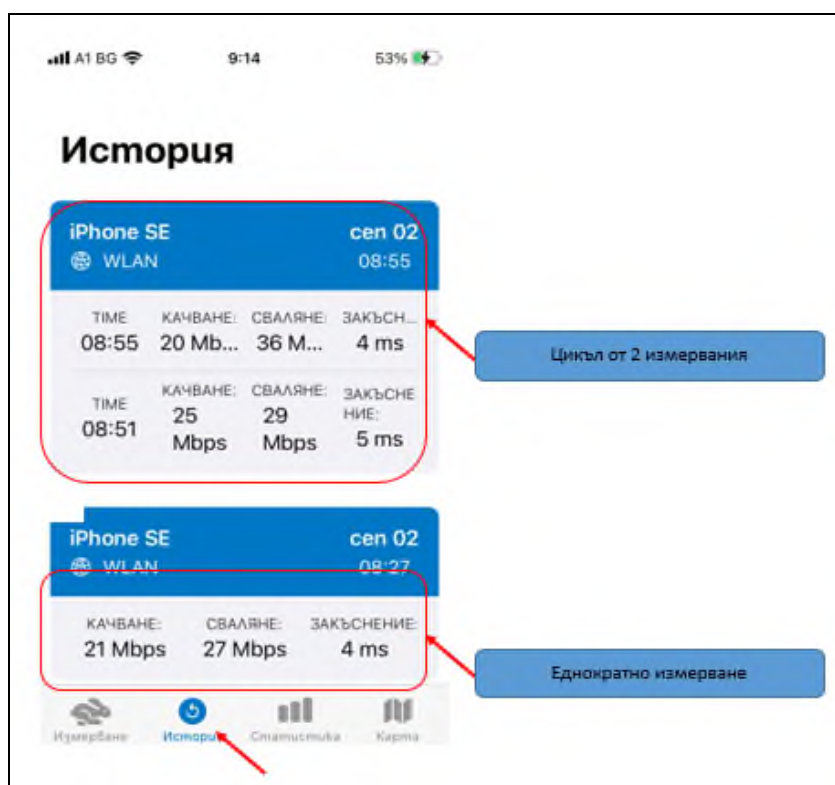 A1 BG 9:14 53%
История
iPhone SE сеп 02
WLAN 08:55
TIME КАЧВАНЕ: СВАЛЯНЕ: ЗАКЪСН...
08:55 20 Mb... 36 M... 4 ms
TIME КАЧВАНЕ: СВАЛЯНЕ: ЗАКЪСНЕ
НИЕ:
08:51 25 29
Mbps Mbps 5 ms
Цикъл от 2 измервания
iPhone SE сеп 02
WLAN 08:27
КАЧВАНЕ: СВАЛЯНЕ: ЗАКЪСНЕНИЕ:
21 Mbps 27 Mbps 4 ms
Еднократно измерване
Измерване История Статистика Карта